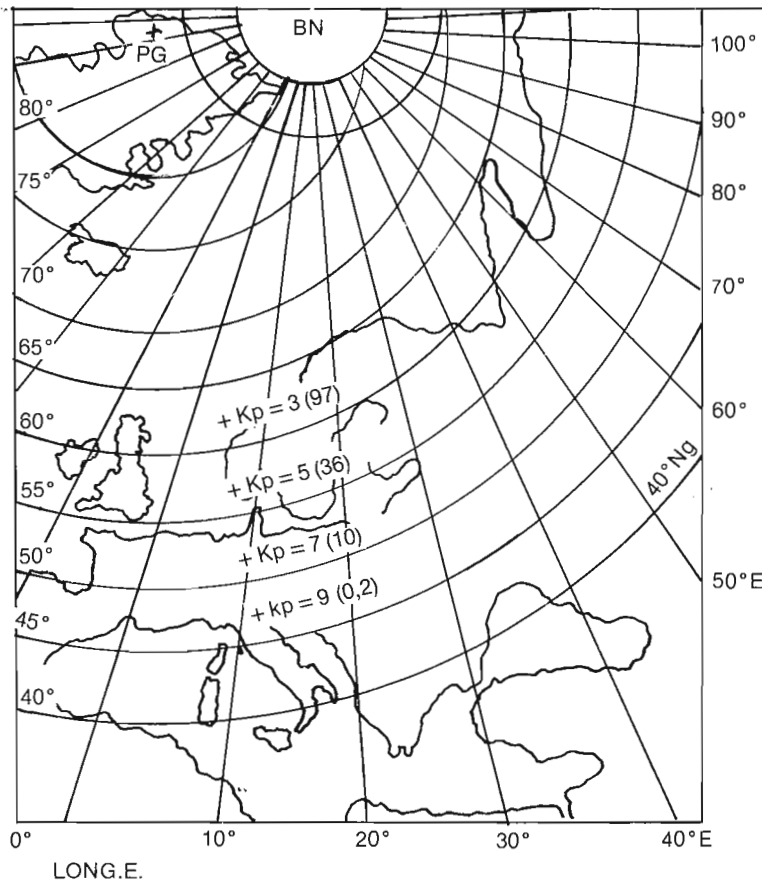 BN
PG
100°
80°
90°
75°
80°
70°
70°
65°
60°
+ Kp = 3 (97)
60°
55°
+ Kp = 5 (36)
40°Ng
50°
+ Kp = 7 (10)
50°E
45°
+ kp = 9 (0,2)
40°
0°
10°
20°
30°
40°E
LONG.E.